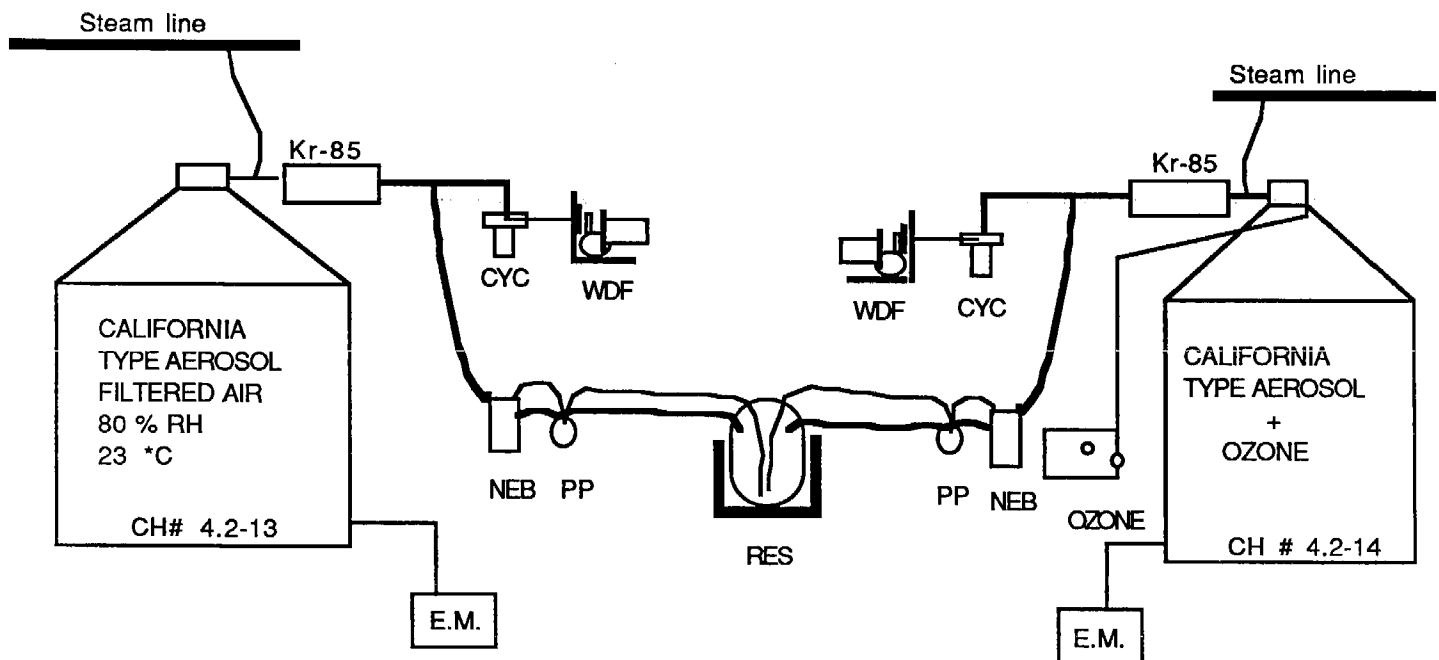 Steam line
Steam line
Kr-85
Kr-85
CYC
WDF
WDF
CYC
CALIFORNIA
TYPE AEROSOL
FILTERED AIR
80 % RH
23 *C
CH# 4.2-13
CALIFORNIA
TYPE AEROSOL
+
OZONE
CH # 4.2-14
NEB
PP
RES
PP
NEB
OZONE
E.M.
E.M.